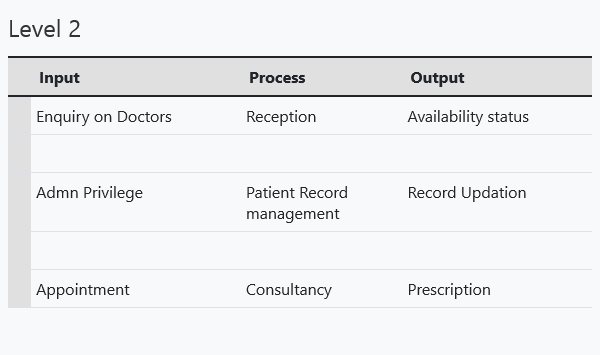 Level 2
Input Process Output
Enquiry on Doctors Reception Availability status
Admn Privilege Patient Record Record Updation
management
Appointment Consultancy Prescription